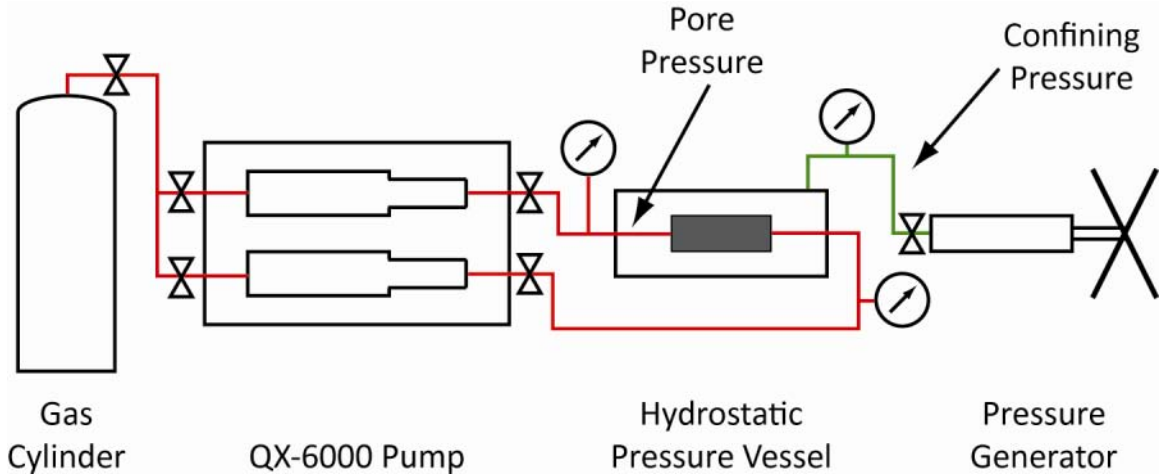 Pore
Pressure
Confining
Pressure
Gas
Cylinder
QX-6000 Pump
Hydrostatic
Pressure Vessel
Pressure
Generator